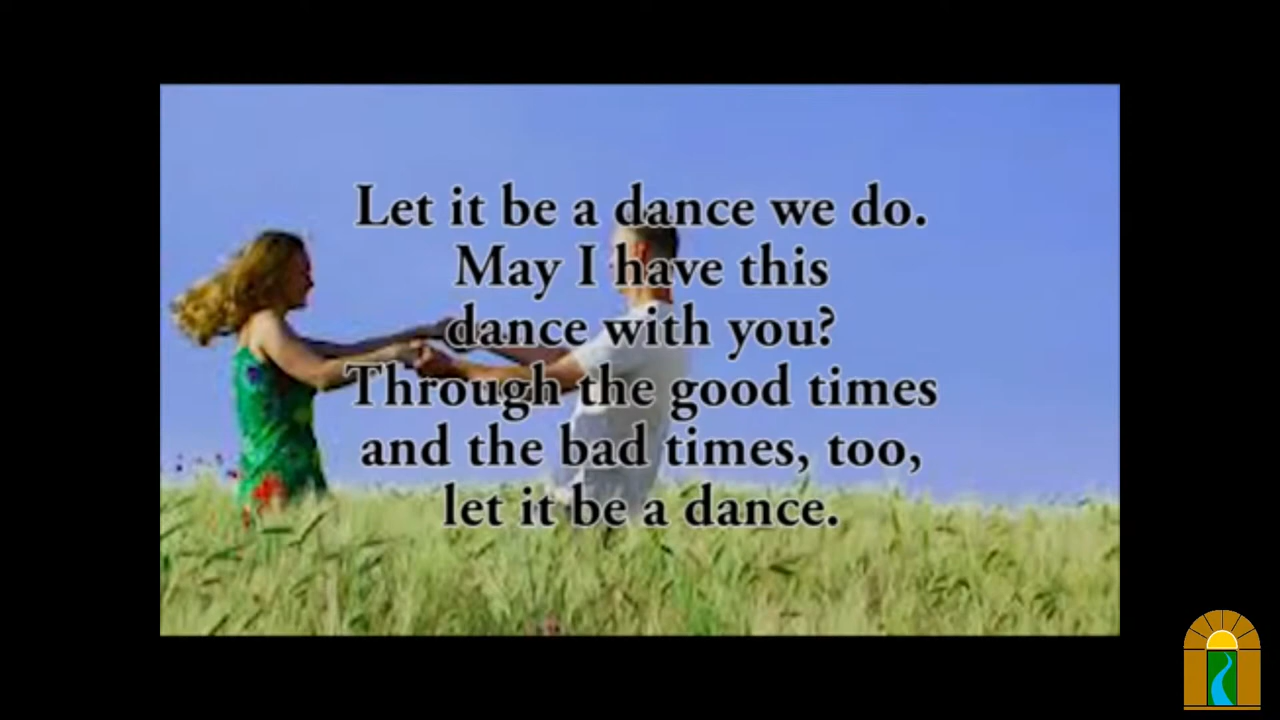 Let it be a dance we do.
May I have this
dance with you?
Through the good times
and the bad times, too,
let it be a dance.